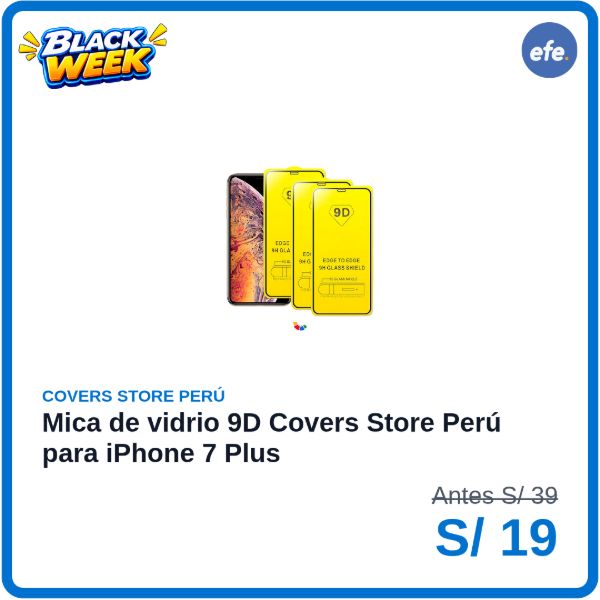 BLACK
WEEK
efe.
9D
EDGE TO EDGE
9H GLASS SHIELD
COVERS STORE PERÚ
Mica de vidrio 9D Covers Store Perú
para iPhone 7 Plus
Antes S/ 39
S/ 19